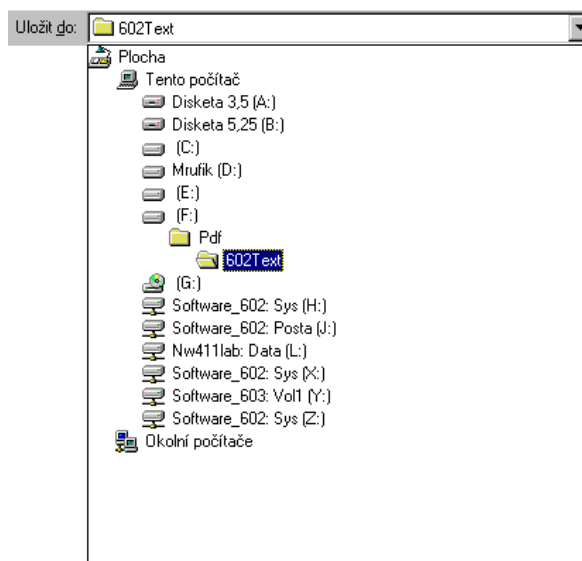 Uložit do: 602Text
Plocha
Tento počítač
Disketa 3,5 (A:)
Disketa 5,25 (B:)
(C:)
Mrufik (D:)
(E:)
(F:)
Pdf
602Text
(G:)
Software_602: Sys (H:)
Software_602: Posta (J:)
Nw411lab: Data (L:)
Software_602: Sys (X:)
Software_603: Vol1 (Y:)
Software_602: Sys (Z:)
Okolní počítače